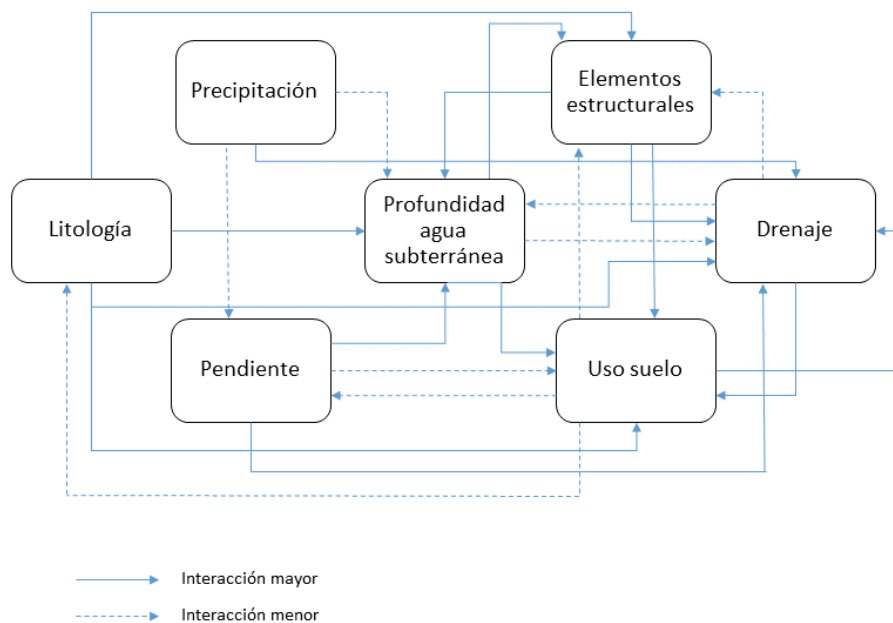 Elementos
estructurales
Precipitación
Litología
Profundidad
agua
subterránea
Drenaje
Pendiente
Uso suelo
Interacción mayor
Interacción menor